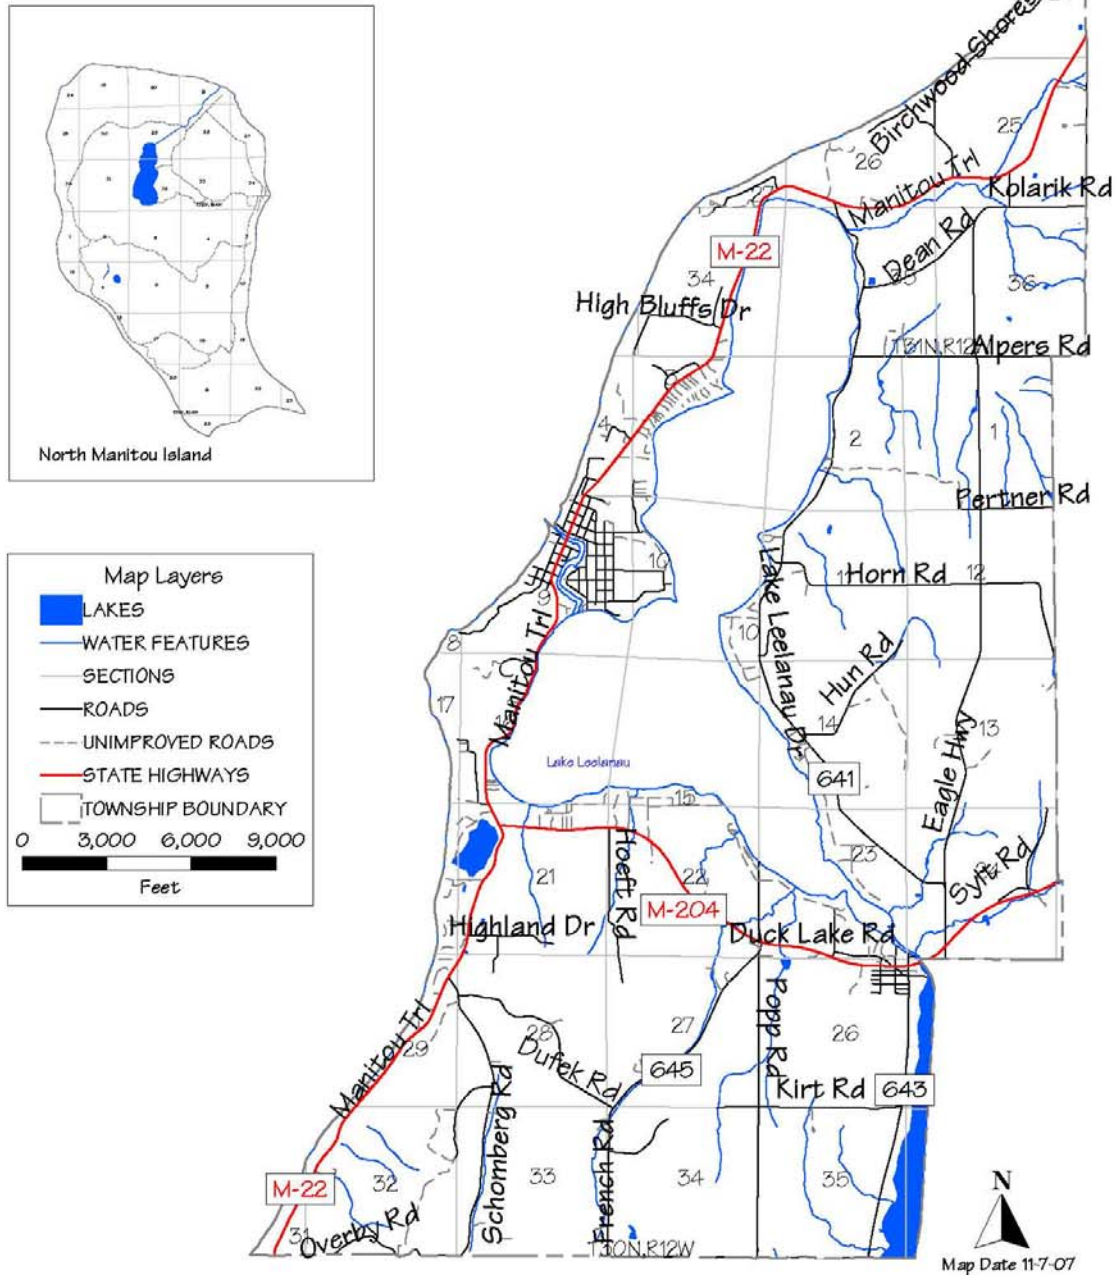 North Manitou Island
Map Layers
LAKES
WATER FEATURES
SECTIONS
ROADS
UNIMPROVED ROADS
STATE HIGHWAYS
TOWNSHIP BOUNDARY
0 3,000 6,000 9,000
Feet
Birchwood Shores
25
26
Manitou Trl
Kolarik Rd
27
Dean Rd
M-22
34
36
High Bluffs Dr
T31N.R12
Alpers Rd
4
2
1
Pertner Rd
10
Horn Rd
12
9
Lake Leelanau Dr
8
10
Manitou Trl
Hun Rd
17
14
13
Eagle Hwy
Lake Leelanau
641
15
23
Sylt Rd
21
Hoeft Rd
22
M-204
Highland Dr
Duck Lake Rd
28
27
Popp Rd
26
Manitou Trl
29
Dufek Rd
645
Kirt Rd
643
Schomberg Rd
French Rd
M-22
32
33
34
35
31
Overby Rd
T30N.R12W
N
Map Date 11-7-07